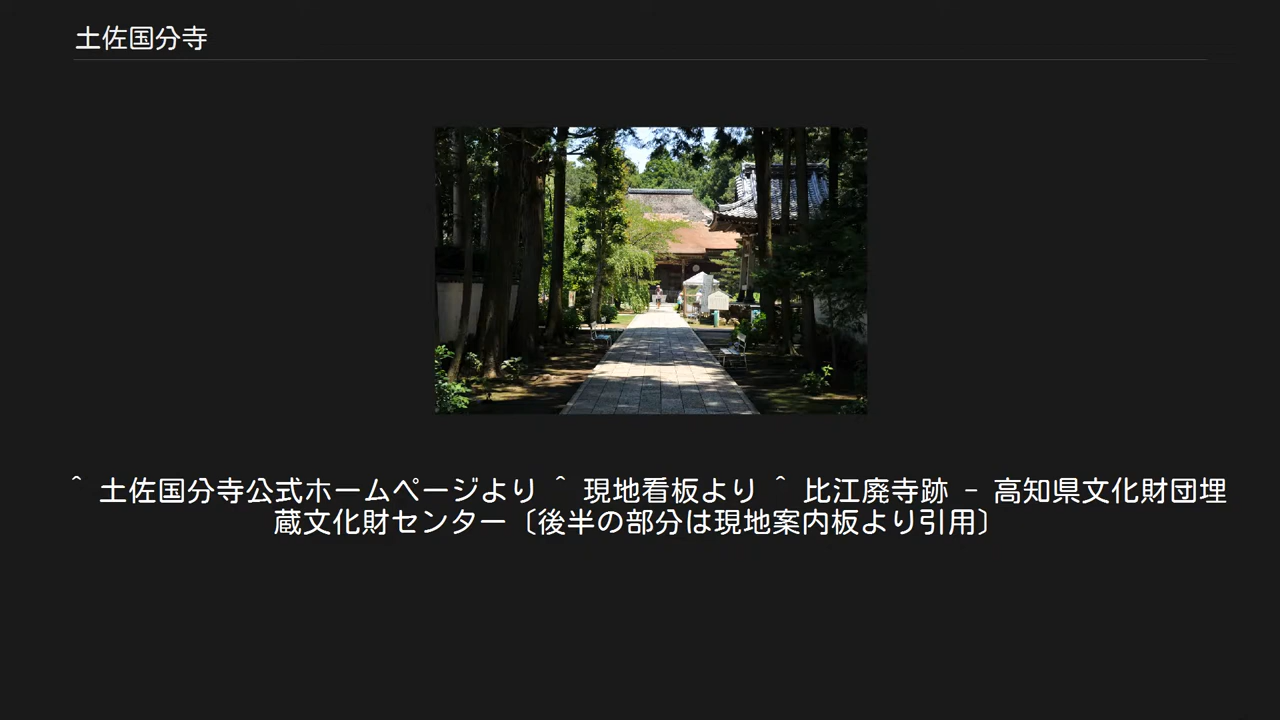 土佐国分寺
^ 土佐国分寺公式ホームページより ^ 現地看板より ^ 比江廃寺跡 - 高知県文化財団埋
蔵文化財センター〔後半の部分は現地案内板より引用〕